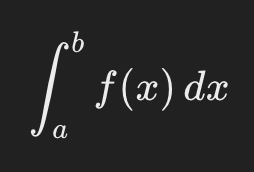 ∫_a^b f(x) dx